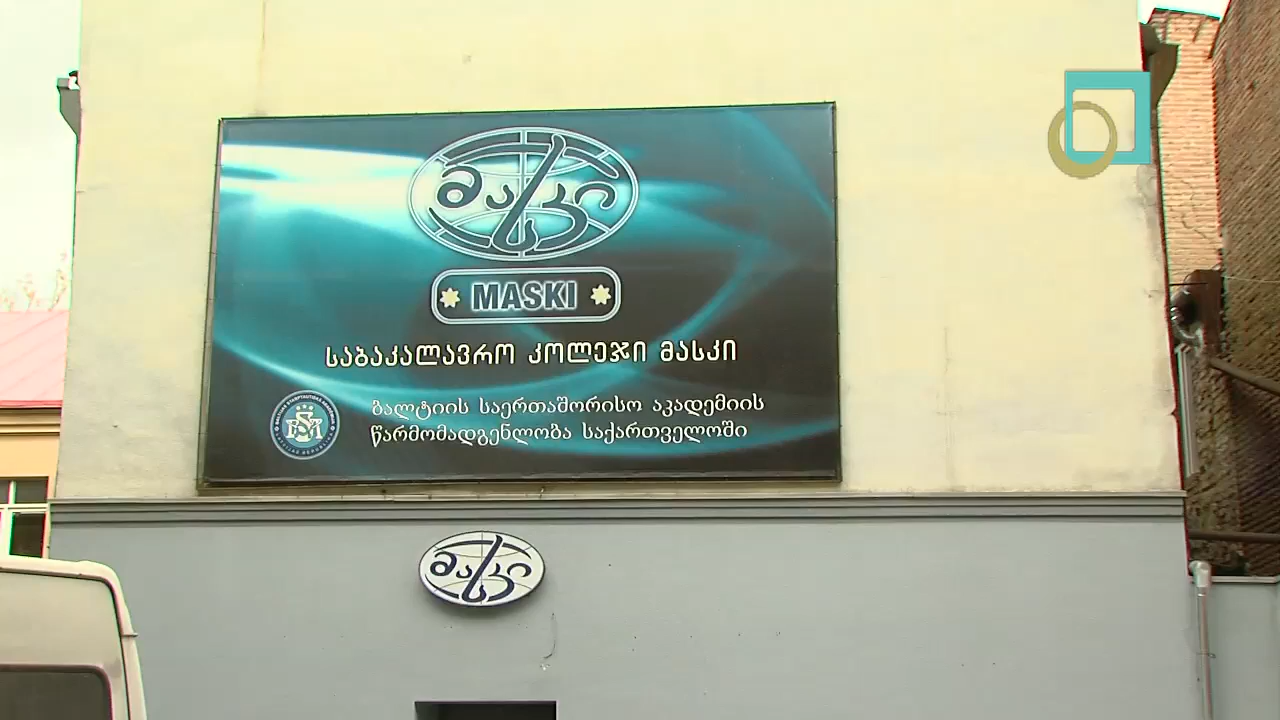 მასკი
MASKI
საბაკალავრო კოლეჯი მასკი
ბალტიის საერთაშორისო აკადემიის
წარმომადგენლობა საქართველოში
მასკი